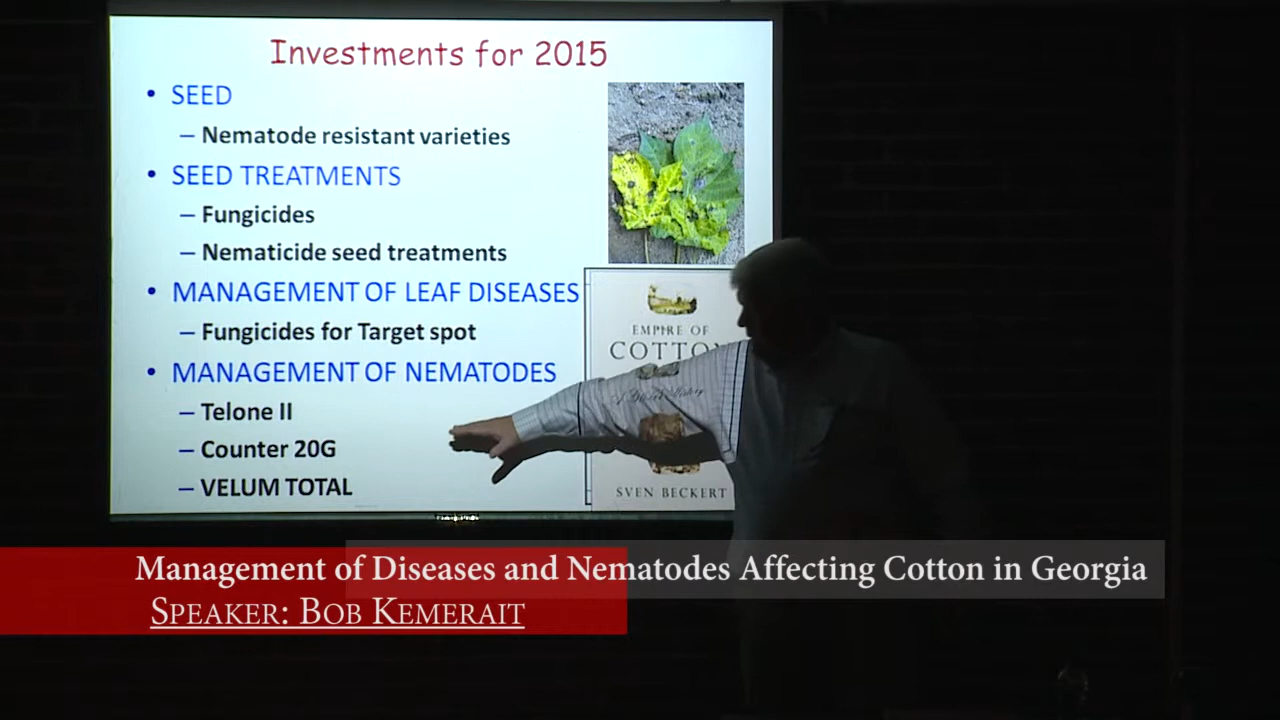 Investments for 2015
• SEED
– Nematode resistant varieties
• SEED TREATMENTS
– Fungicides
– Nematicide seed treatments
• MANAGEMENT OF LEAF DISEASES
– Fungicides for Target spot
• MANAGEMENT OF NEMATODES
– Telone II
– Counter 20G
– VELUM TOTAL
EMPIRE OF
COTTO
SVEN BECKERT
Management of Diseases and Nematodes Affecting Cotton in Georgia
SPEAKER: BOB KEMERAIT